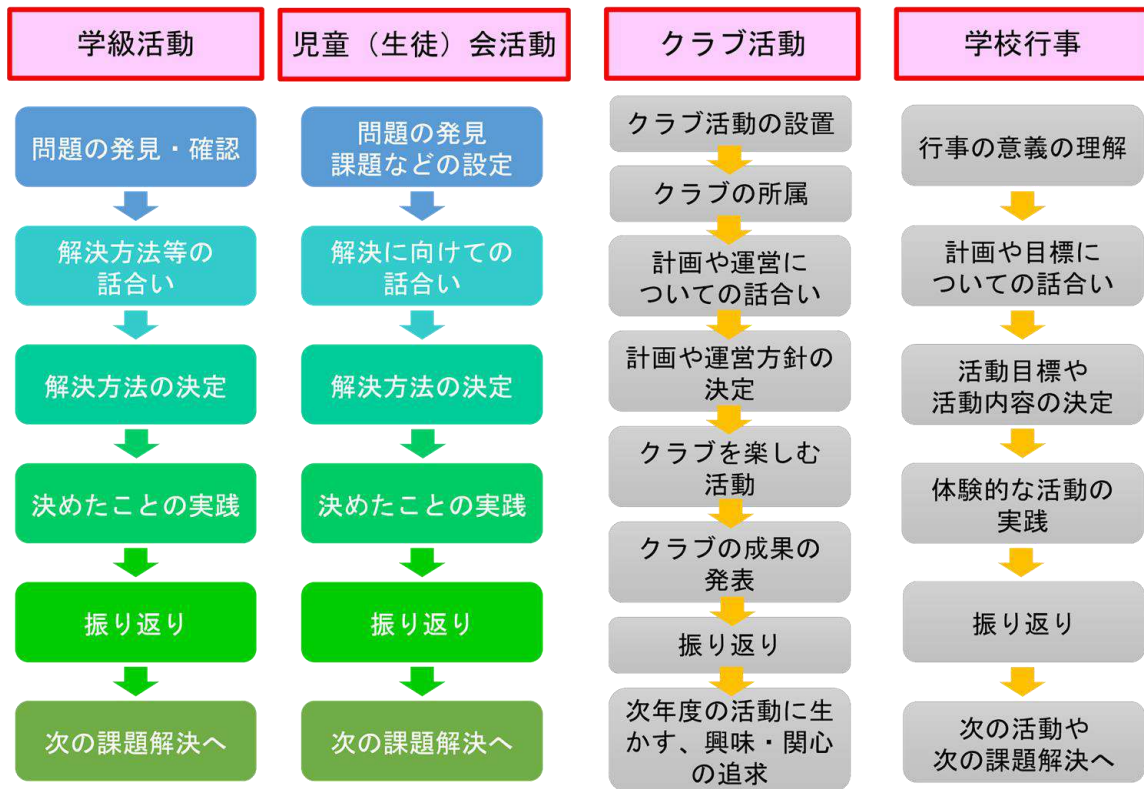 学級活動
問題の発見・確認
解決方法等の
話合い
解決方法の決定
決めたことの実践
振り返り
次の課題解決へ
児童（生徒）会活動
問題の発見
課題などの設定
解決に向けての
話合い
解決方法の決定
決めたことの実践
振り返り
次の課題解決へ
クラブ活動
クラブ活動の設置
クラブの所属
計画や運営に
ついての話合い
計画や運営方針の
決定
クラブを楽しむ
活動
クラブの成果の
発表
振り返り
次年度の活動に生
かす、興味・関心
の追求
学校行事
行事の意義の理解
計画や目標に
ついての話合い
活動目標や
活動内容の決定
体験的な活動の
実践
振り返り
次の活動や
次の課題解決へ